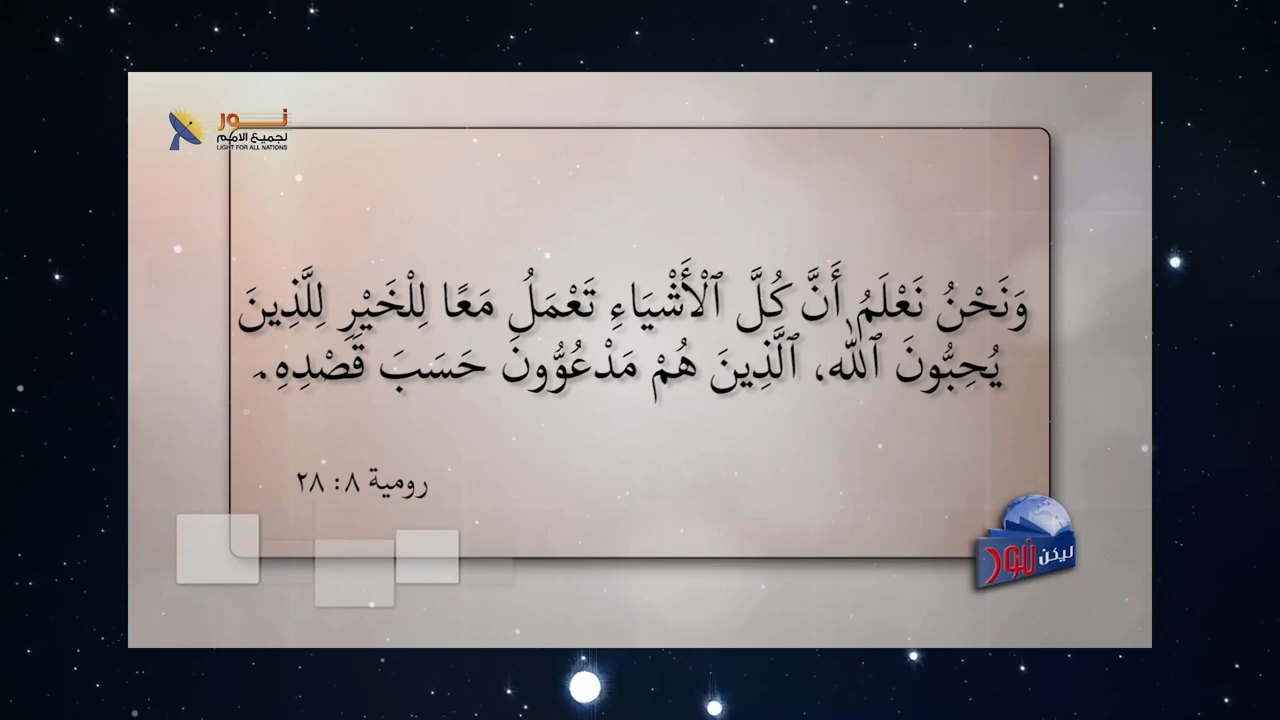 نور
لجميع الامم
LIGHT FOR ALL NATIONS
وَنَحْنُ نَعْلَمُ أَنَّ كُلَّ ٱلْأَشْيَاءِ تَعْمَلُ مَعًا لِلْخَيْرِ لِلَّذِينَ
يُحِبُّونَ ٱللهَ، ٱلَّذِينَ هُمْ مَدْعُوُّونَ حَسَبَ قَصْدِهِ.
رومية ٨: ٢٨
ليكن نور